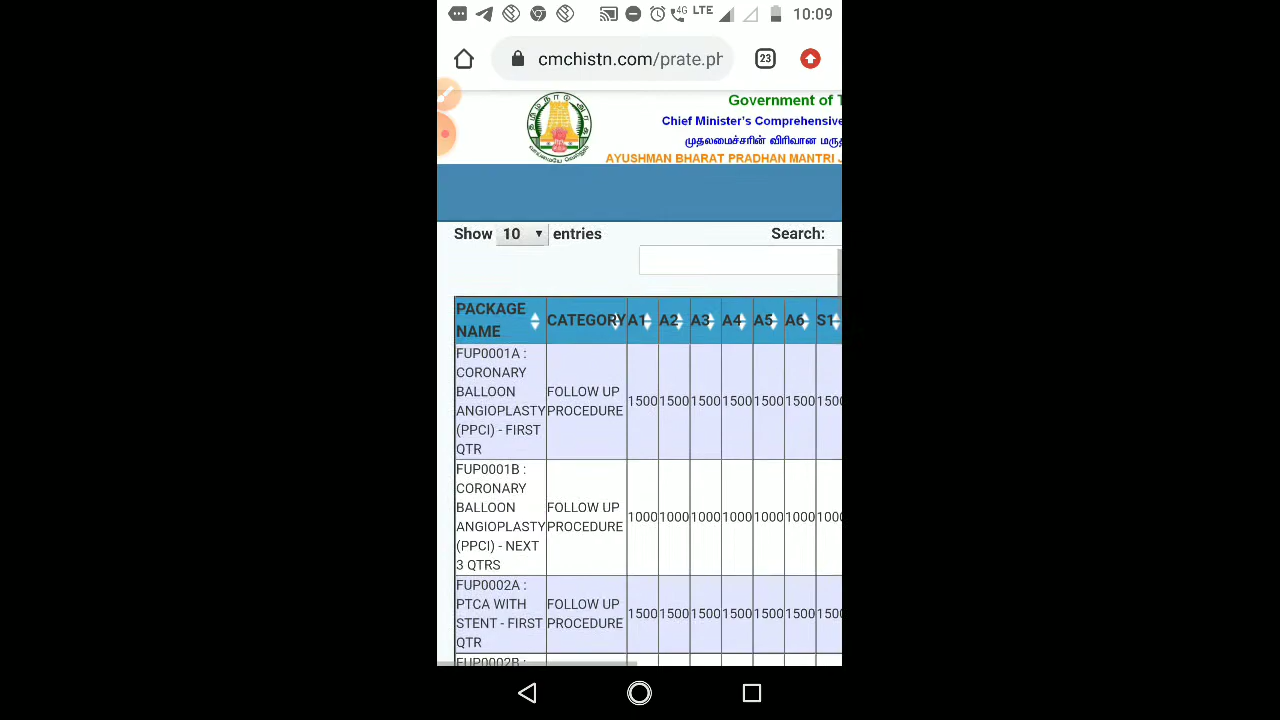 4G LTE 10:09
cmchistn.com/prate.ph 23
Government of T
Chief Minister's Comprehensive
முதலமைச்சரின் விரிவான மருத
AYUSHMAN BHARAT PRADHAN MANTRI J
Show 10 entries Search:
PACKAGE NAME CATEGORY A1 A2 A3 A4 A5 A6 S1
FUP0001A :
CORONARY
BALLOON FOLLOW UP
ANGIOPLASTY PROCEDURE 1500 1500 1500 1500 1500 1500 1500
(PPCI) - FIRST
QTR
FUP0001B :
CORONARY
BALLOON FOLLOW UP
ANGIOPLASTY PROCEDURE 1000 1000 1000 1000 1000 1000 1000
(PPCI) - NEXT
3 QTRS
FUP0002A :
PTCA WITH FOLLOW UP
STENT - FIRST PROCEDURE 1500 1500 1500 1500 1500 1500 1500
QTR
FUP0002B :